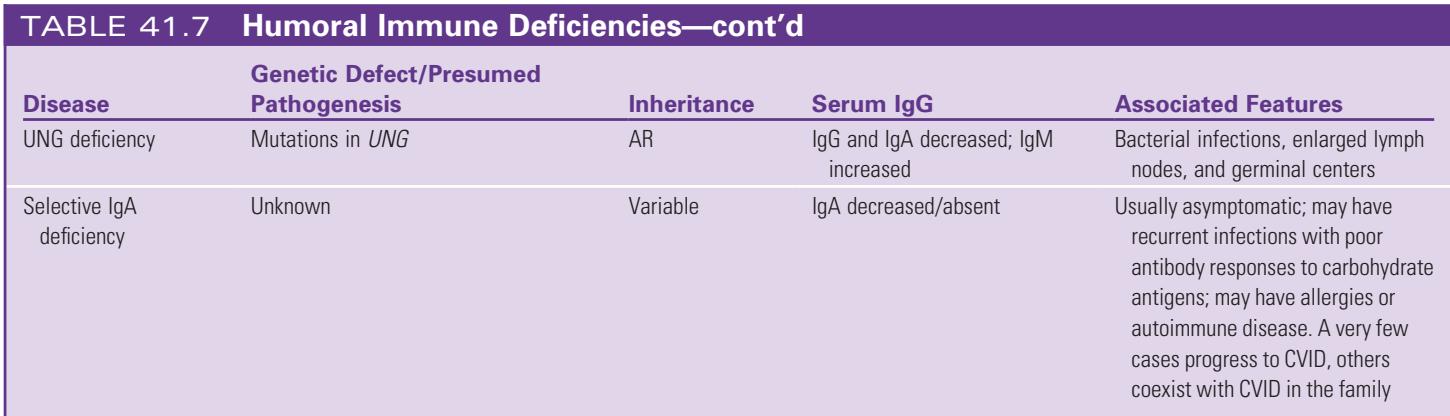 TABLE 41.7 Humoral Immune Deficiencies—cont'd
Genetic Defect/Presumed
Disease Pathogenesis Inheritance Serum IgG Associated Features
UNG deficiency Mutations in UNG AR IgG and IgA decreased; IgM Bacterial infections, enlarged lymph
increased nodes, and germinal centers
Selective IgA Unknown Variable IgA decreased/absent Usually asymptomatic; may have
deficiency recurrent infections with poor
antibody responses to carbohydrate
antigens; may have allergies or
autoimmune disease. A very few
cases progress to CVID, others
coexist with CVID in the family